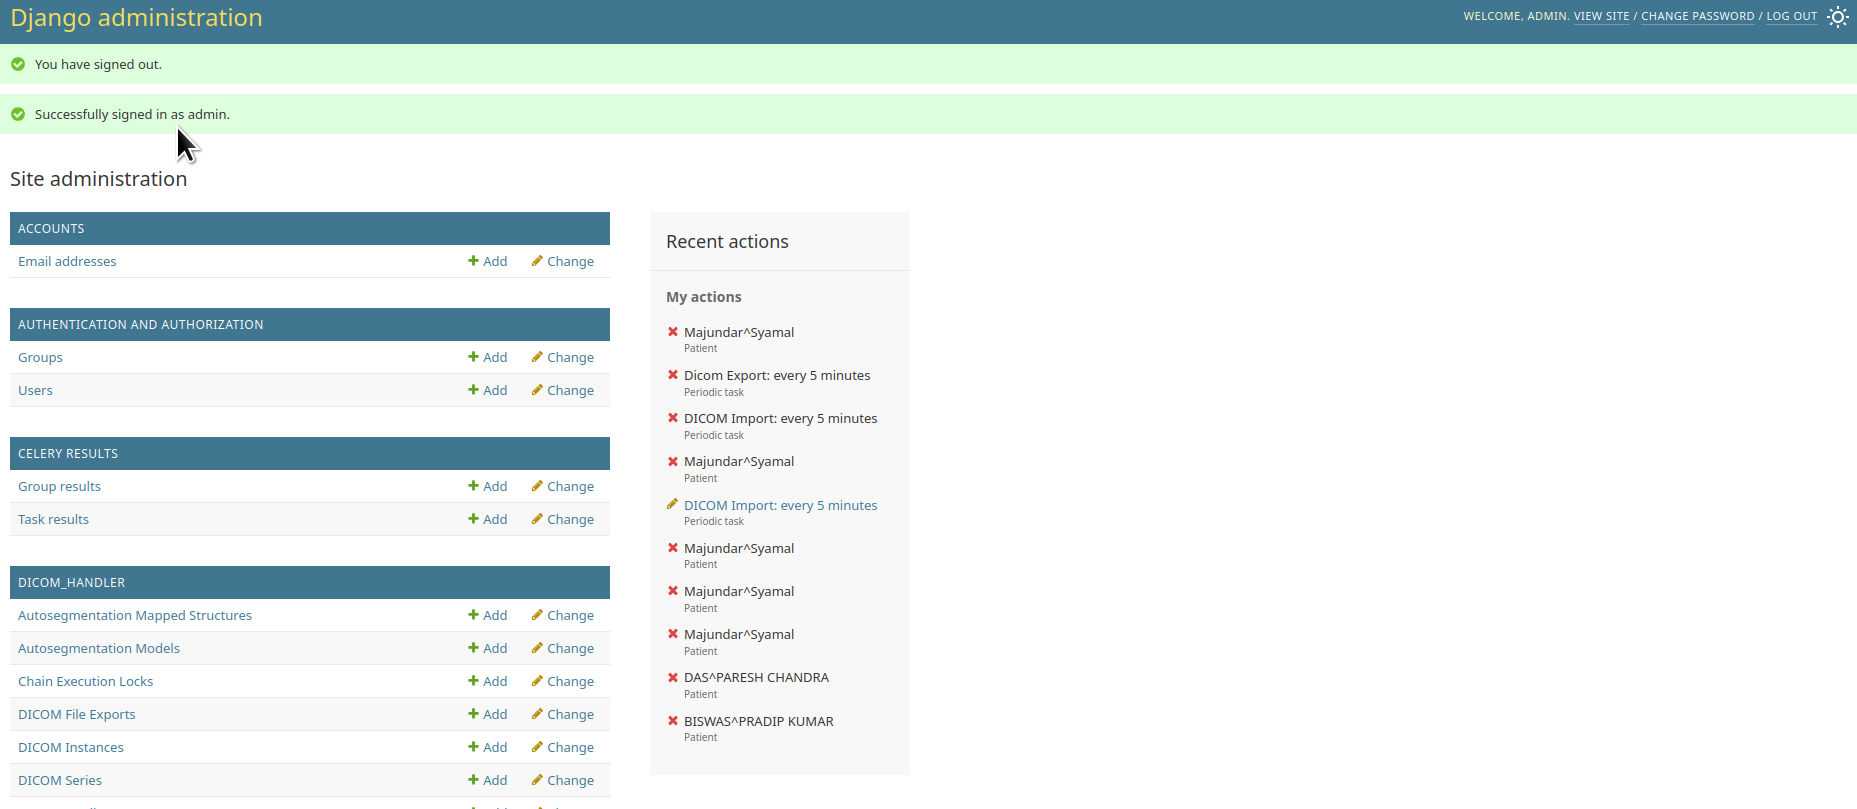 Django administration
WELCOME, ADMIN. VIEW SITE / CHANGE PASSWORD / LOG OUT
You have signed out.
Successfully signed in as admin.
Site administration
ACCOUNTS
Email addresses Add Change
AUTHENTICATION AND AUTHORIZATION
Groups Add Change
Users Add Change
CELERY RESULTS
Group results Add Change
Task results Add Change
DICOM_HANDLER
Autosegmentation Mapped Structures Add Change
Autosegmentation Models Add Change
Chain Execution Locks Add Change
DICOM File Exports Add Change
DICOM Instances Add Change
DICOM Series Add Change
Recent actions
My actions
Majundar^Syamal
Patient
Dicom Export: every 5 minutes
Periodic task
DICOM Import: every 5 minutes
Periodic task
Majundar^Syamal
Patient
DICOM Import: every 5 minutes
Periodic task
Majundar^Syamal
Patient
Majundar^Syamal
Patient
Majundar^Syamal
Patient
DAS^PARESH CHANDRA
Patient
BISWAS^PRADIP KUMAR
Patient